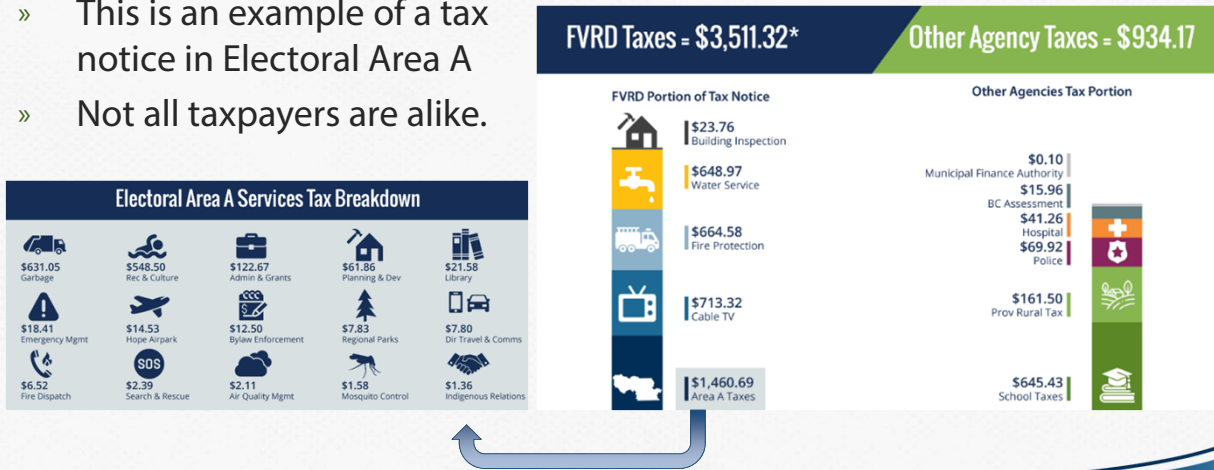 » This is an example of a tax
notice in Electoral Area A
» Not all taxpayers are alike.
Electoral Area A Services Tax Breakdown
$631.05
Garbage
$548.50
Rec & Culture
$122.67
Admin & Grants
$61.86
Planning & Dev
$21.58
Library
$18.41
Emergency Mgmt
$14.53
Hope Airpark
$12.50
Bylaw Enforcement
$7.83
Regional Parks
$7.80
Dir Travel & Comms
$6.52
Fire Dispatch
SOS
$2.39
Search & Rescue
$2.11
Air Quality Mgmt
$1.58
Mosquito Control
$1.36
Indigenous Relations
FVRD Taxes = $3,511.32*
Other Agency Taxes = $934.17
FVRD Portion of Tax Notice
$23.76
Building Inspection
$648.97
Water Service
$664.58
Fire Protection
$713.32
Cable TV
$1,460.69
Area A Taxes
Other Agencies Tax Portion
$0.10
Municipal Finance Authority
$15.96
BC Assessment
$41.26
Hospital
$69.92
Police
$161.50
Prov Rural Tax
$645.43
School Taxes